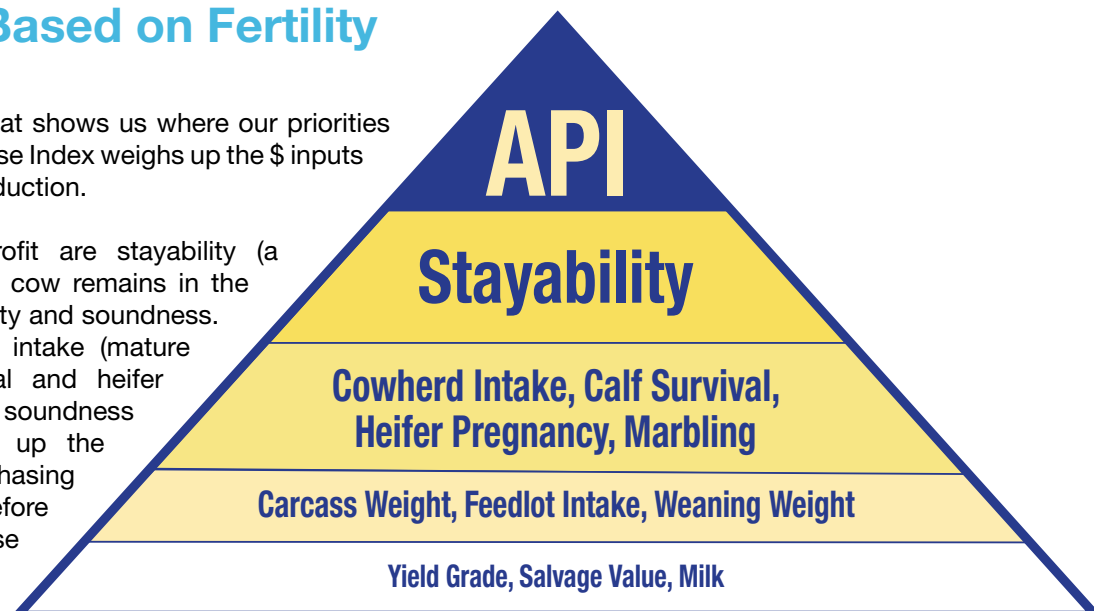 Based on Fertility
at shows us where our priorities
se Index weighs up the $ inputs
duction.
rofit are stayability (a
cow remains in the
ty and soundness.
intake (mature
al and heifer
soundness
up the
hasing
efore
se
API
Stayability
Cowherd Intake, Calf Survival,
Heifer Pregnancy, Marbling
Carcass Weight, Feedlot Intake, Weaning Weight
Yield Grade, Salvage Value, Milk